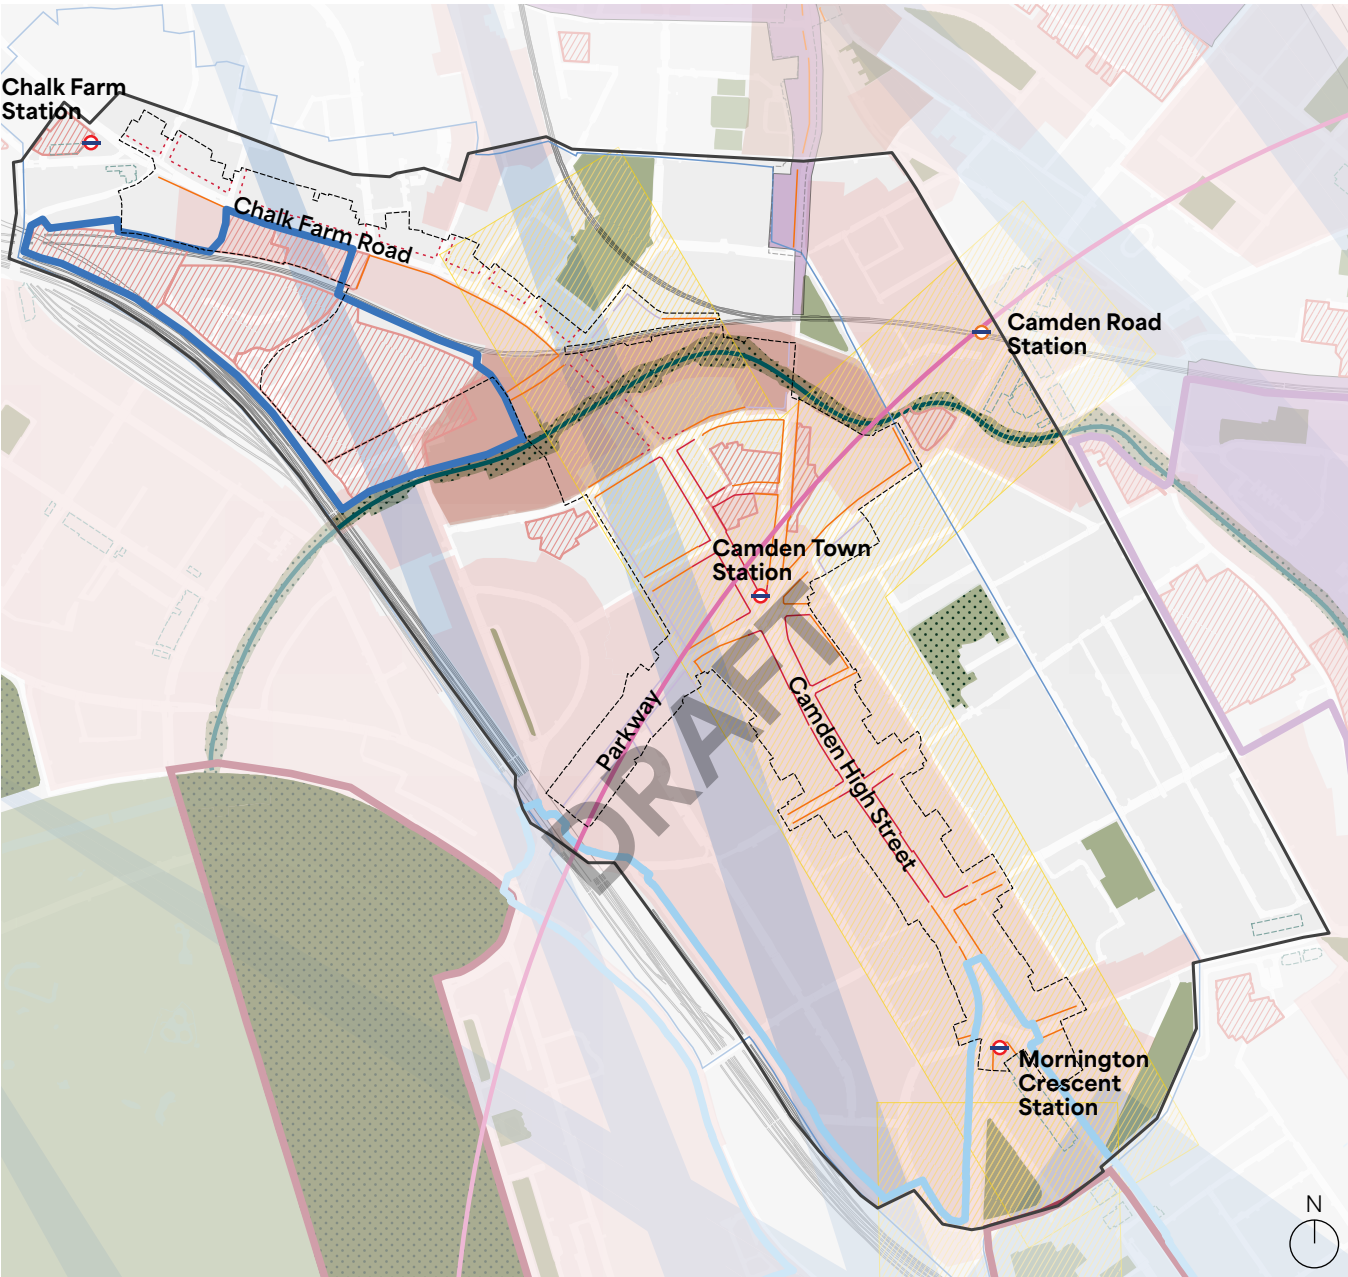 Chalk Farm
Station
Chalk Farm Road
Camden Road
Station
Camden Town
Station
Parkway
DRAFT
Camden High Street
Mornington
Crescent
Station
N